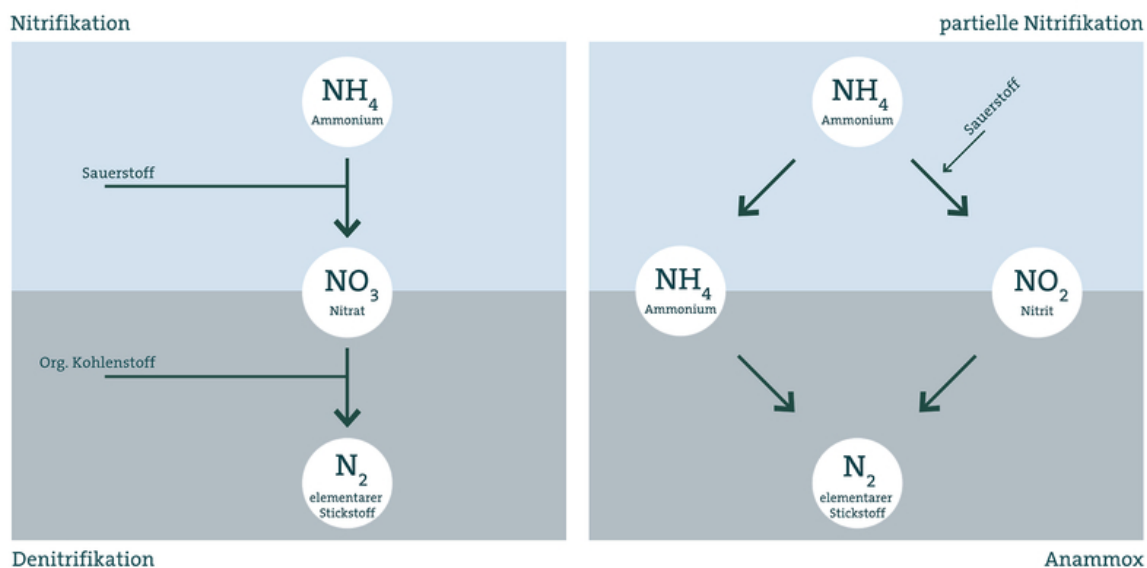 Nitrifikation
NH4
Ammonium
Sauerstoff
NO3
Nitrat
Org. Kohlenstoff
N2
elementarer
Stickstoff
Denitrifikation
partielle Nitrifikation
NH4
Ammonium
Sauerstoff
NH4
Ammonium
NO2
Nitrit
N2
elementarer
Stickstoff
Anammox